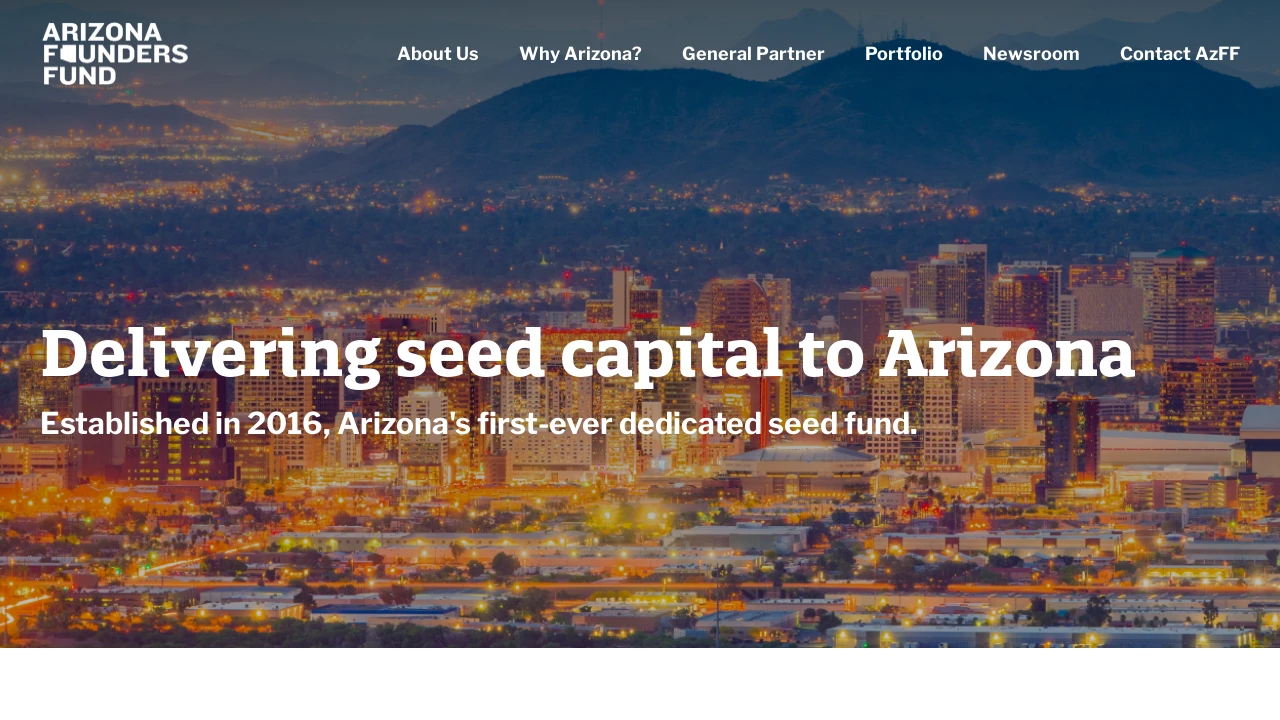 ARIZONA
FOUNDERS
FUND
About Us
Why Arizona?
General Partner
Portfolio
Newsroom
Contact AzFF
Delivering seed capital to Arizona
Established in 2016, Arizona's first-ever dedicated seed fund.